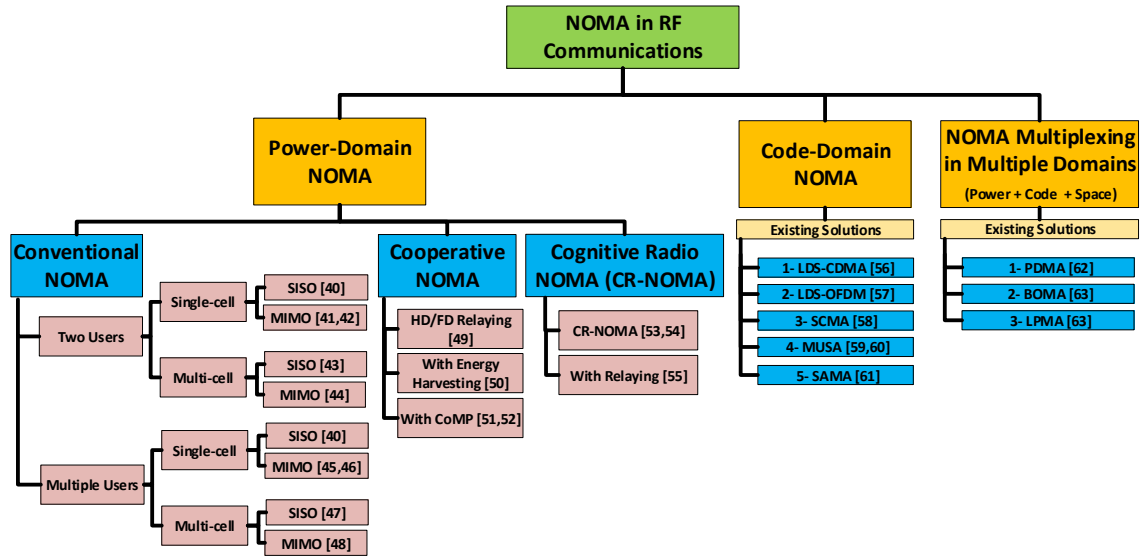 NOMA in RF
Communications
Power-Domain
NOMA
Code-Domain
NOMA
NOMA Multiplexing
in Multiple Domains
(Power + Code + Space)
Conventional
NOMA
Two Users
Single-cell
SISO [40]
MIMO [41,42]
Multi-cell
SISO [43]
MIMO [44]
Multiple Users
Single-cell
SISO [40]
MIMO [45,46]
Multi-cell
SISO [47]
MIMO [48]
Cooperative
NOMA
HD/FD Relaying
[49]
With Energy
Harvesting [50]
With CoMP [51,52]
Cognitive Radio
NOMA (CR-NOMA)
CR-NOMA [53,54]
With Relaying [55]
Existing Solutions
1- LDS-CDMA [56]
2- LDS-OFDM [57]
3- SCMA [58]
4- MUSA [59,60]
5- SAMA [61]
Existing Solutions
1- PDMA [62]
2- BOMA [63]
3- LPMA [63]